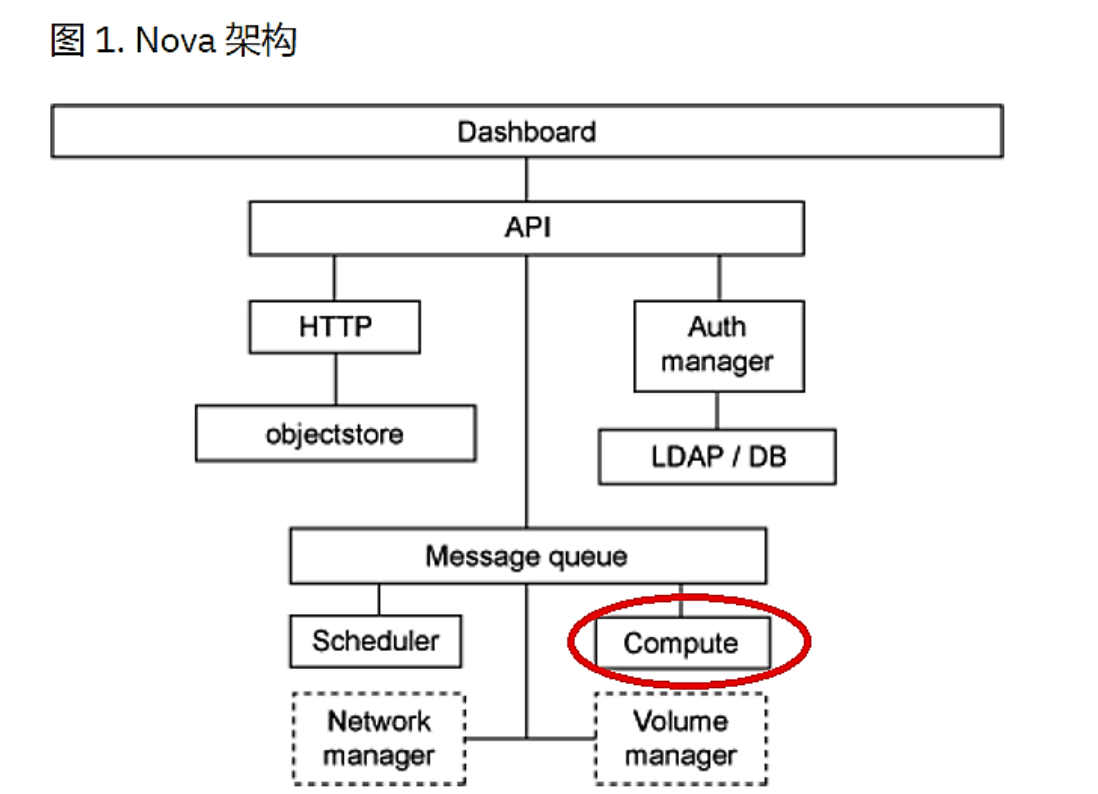 图 1. Nova 架构
Dashboard
API
HTTP
Auth
manager
objectstore
LDAP / DB
Message queue
Scheduler
Compute
Network
manager
Volume
manager